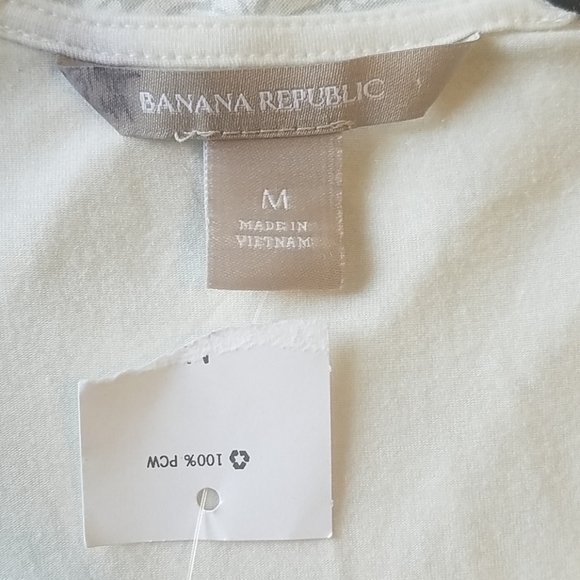 BANANA REPUBLIC
M
MADE IN
VIETNAM
100% PCW